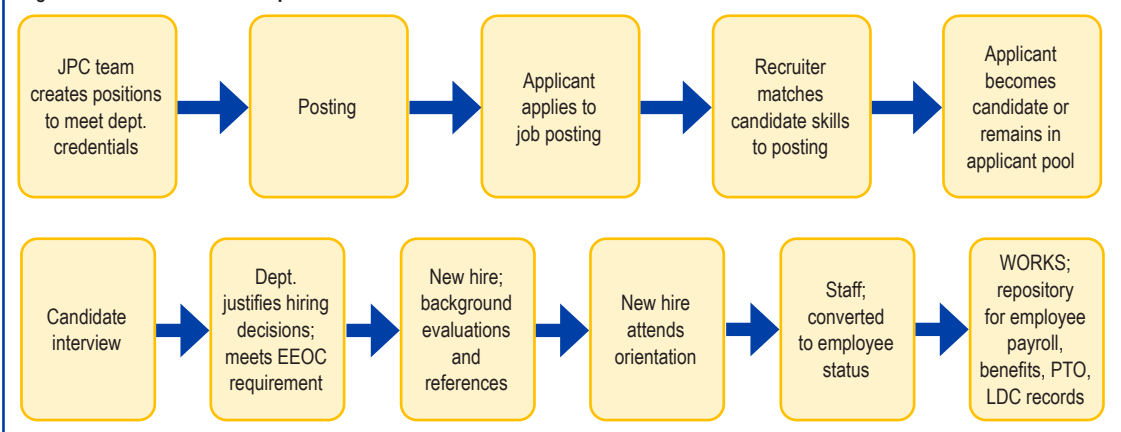 JPC team
creates positions
to meet dept.
credentials
Posting
Applicant
applies to
job posting
Recruiter
matches
candidate skills
to posting
Applicant
becomes
candidate or
remains in
applicant pool
Candidate
interview
Dept.
justifies hiring
decisions;
meets EEOC
requirement
New hire;
background
evaluations
and
references
New hire
attends
orientation
Staff;
converted
to employee
status
WORKS;
repository
for employee
payroll,
benefits, PTO,
LDC records